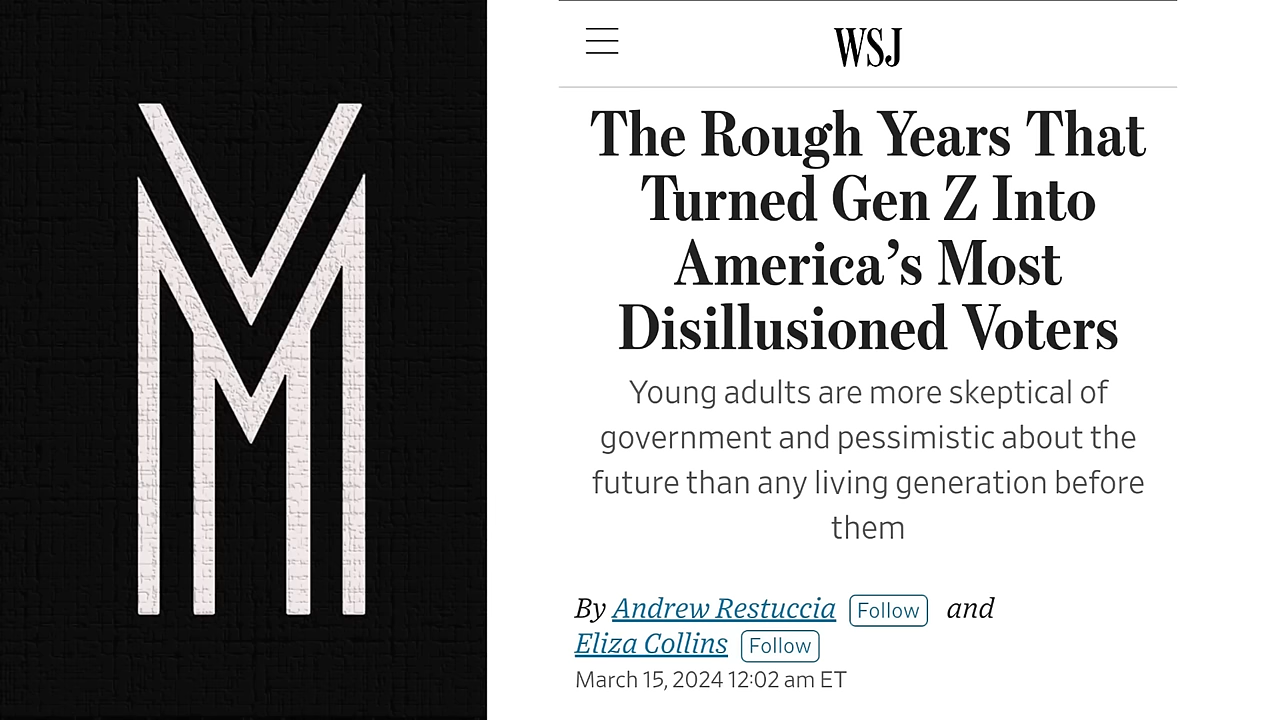 VM
WSJ
The Rough Years That
Turned Gen Z Into
America’s Most
Disillusioned Voters
Young adults are more skeptical of
government and pessimistic about the
future than any living generation before
them
By Andrew Restuccia Follow and
Eliza Collins Follow
March 15, 2024 12:02 am ET